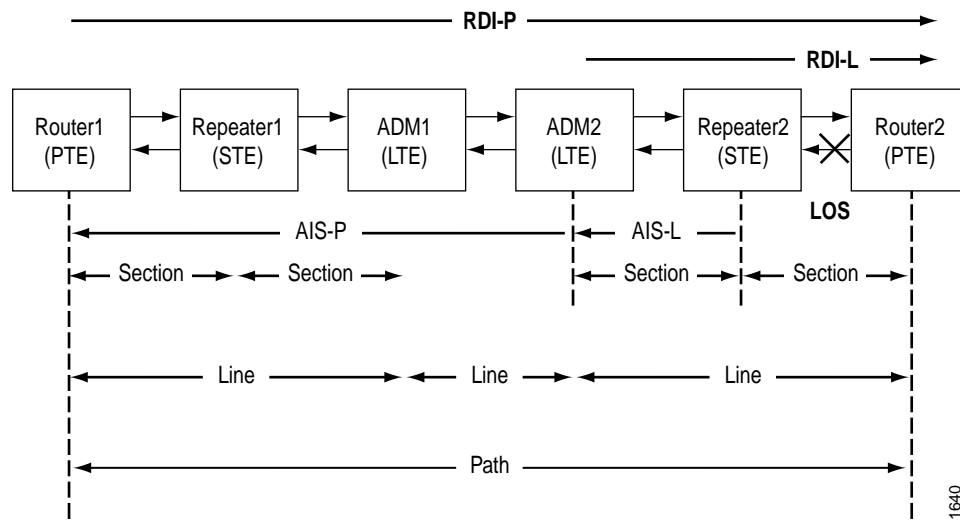 RDI-P
RDI-L
Router1
(PTE)
Repeater1
(STE)
ADM1
(LTE)
ADM2
(LTE)
Repeater2
(STE)
Router2
(PTE)
LOS
AIS-P
AIS-L
Section
Section
Section
Section
Line
Line
Line
Path
1640